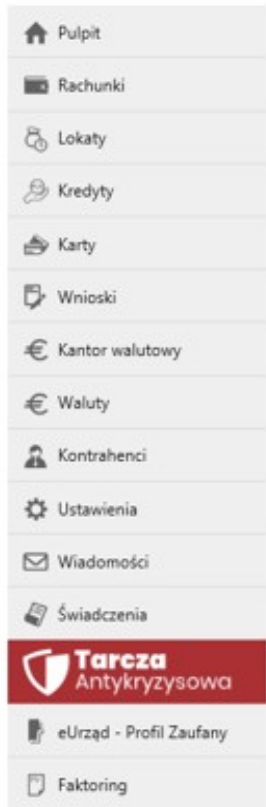 Pulpit
Rachunki
Lokaty
Kredyty
Karty
Wnioski
Kantor walutowy
Waluty
Kontrahenci
Ustawienia
Wiadomości
Świadczenia
Tarcza
Antykryzysowa
eUrząd - Profil Zaufany
Faktoring